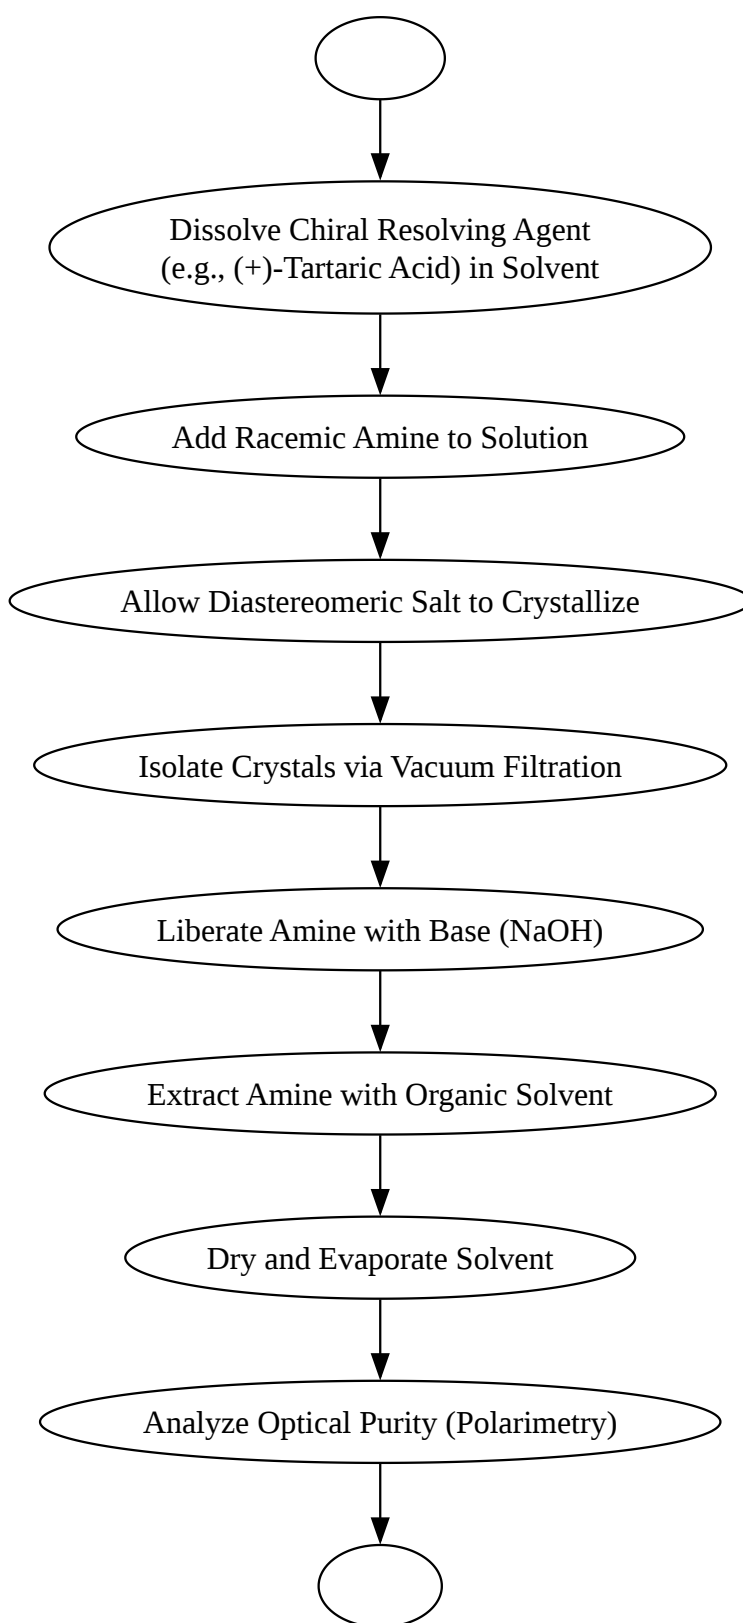 Dissolve Chiral Resolving Agent
(e.g., (+)-Tartaric Acid) in Solvent
Add Racemic Amine to Solution
Allow Diastereomeric Salt to Crystallize
Isolate Crystals via Vacuum Filtration
Liberate Amine with Base (NaOH)
Extract Amine with Organic Solvent
Dry and Evaporate Solvent
Analyze Optical Purity (Polarimetry)